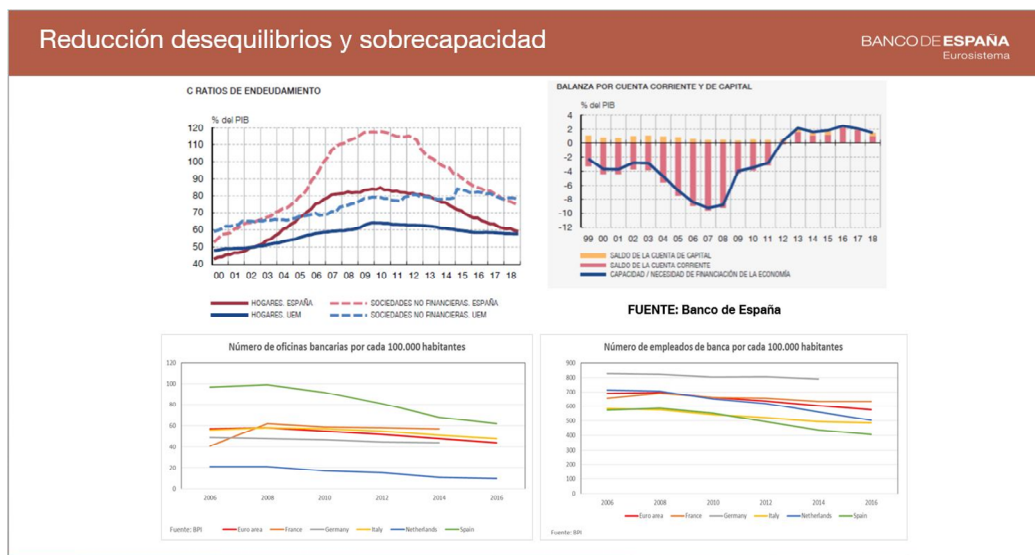 Reducción desequilibrios y sobrecapacidad
BANCO DE ESPAÑA
Eurosistema
C RATIOS DE ENDEUDAMIENTO
% del PIB
120
100
80
60
40
00 01 02 03 04 05 06 07 08 09 10 11 12 13 14 15 16 17 18
HOGARES. ESPAÑA
SOCIEDADES NO FINANCIERAS. ESPAÑA
HOGARES. UEM
SOCIEDADES NO FINANCIERAS. UEM
BALANZA POR CUENTA CORRIENTE Y DE CAPITAL
% del PIB
4
2
0
-2
-4
-6
-8
-10
-12
99 00 01 02 03 04 05 06 07 08 09 10 11 12 13 14 15 16 17 18
SALDO DE LA CUENTA DE CAPITAL
SALDO DE LA CUENTA CORRIENTE
CAPACIDAD / NECESIDAD DE FINANCIACIÓN DE LA ECONOMÍA
FUENTE: Banco de España
Número de oficinas bancarias por cada 100.000 habitantes
120
100
80
60
40
20
0
2006 2008 2010 2012 2014 2016
Fuente: BPI
Euro area France Germany Italy Netherlands Spain
Número de empleados de banca por cada 100.000 habitantes
900
800
700
600
500
400
300
200
100
0
2006 2008 2010 2012 2014 2016
Euro area France Germany Italy Netherlands Spain
Fuente: BPI